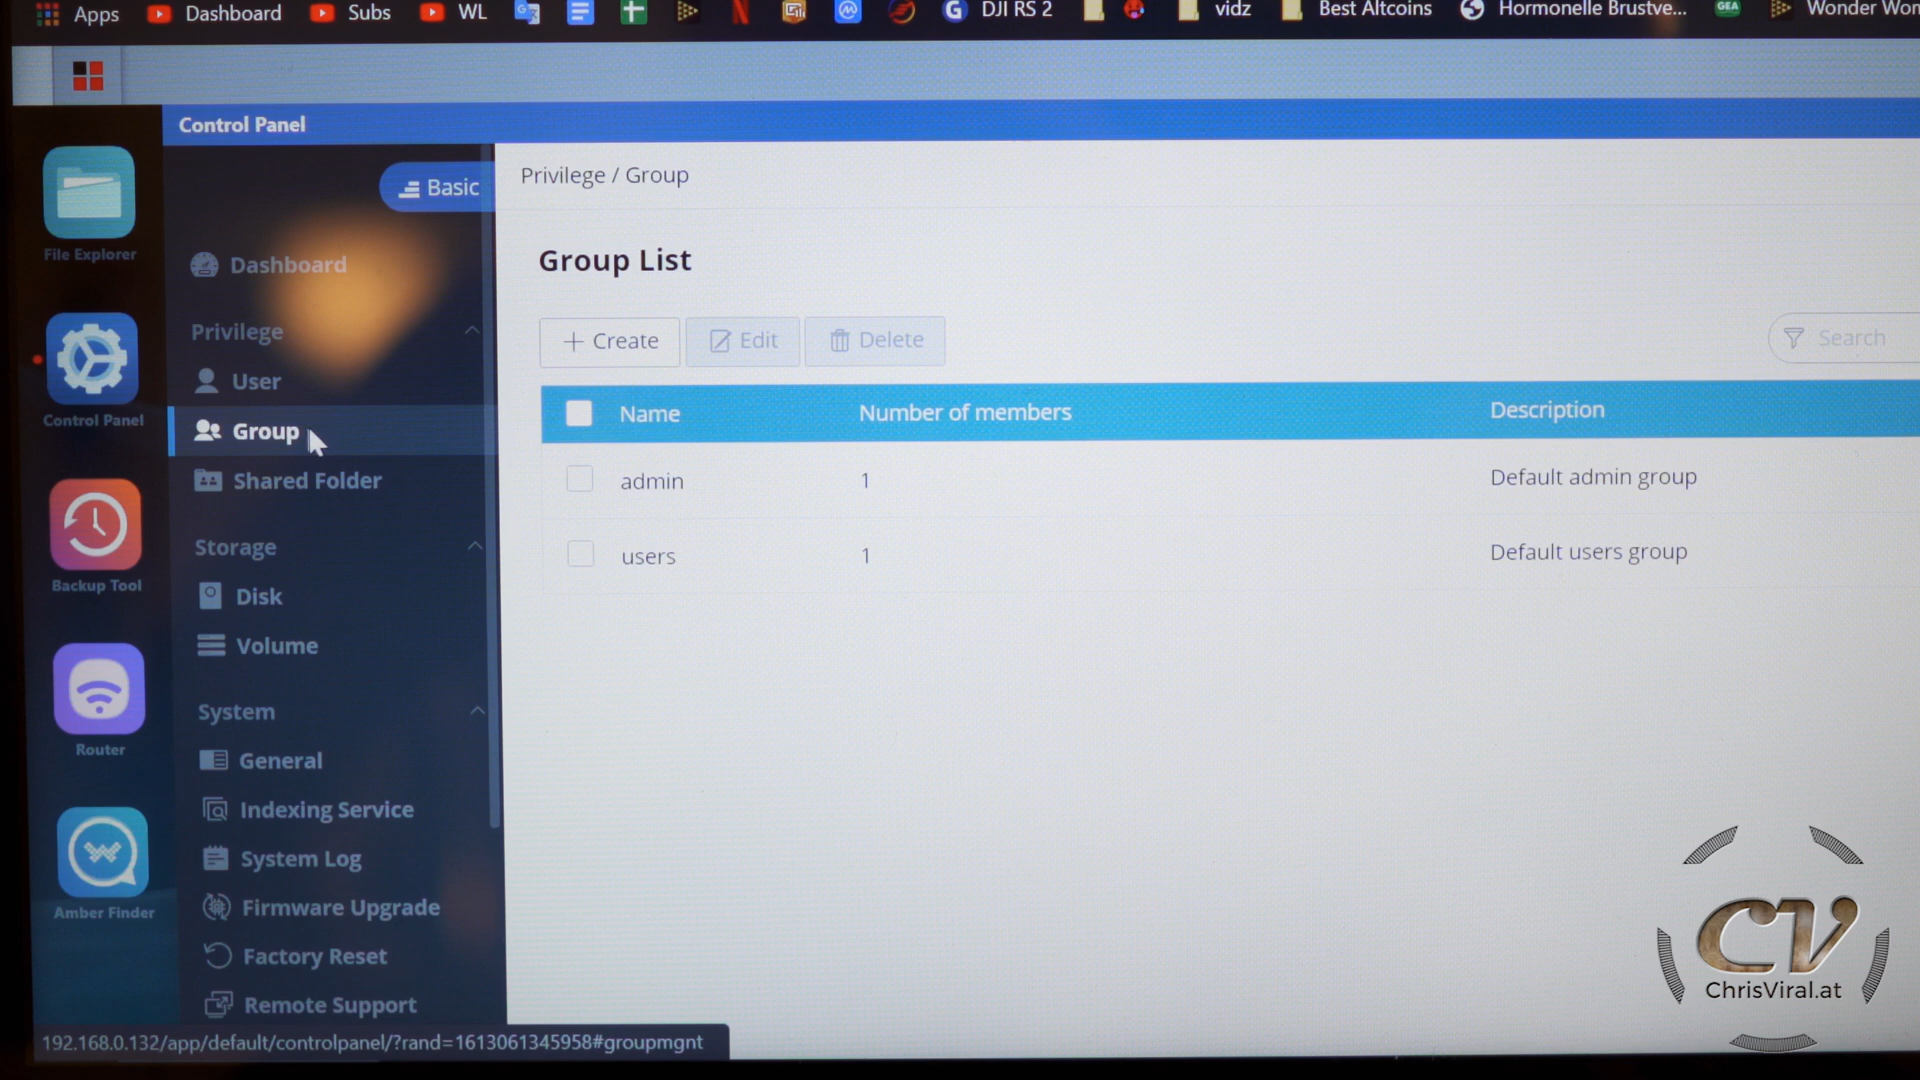 Apps Dashboard Subs WL DJI RS 2 vidz Best Altcoins Hormonelle Brustve... GEA Wonder Wom
Control Panel
Basic
Privilege / Group
File Explorer
Dashboard
Group List
Privilege
Create Edit Delete Search
User
Name Number of members Description
Control Panel
Group
Shared Folder
admin 1 Default admin group
Storage
users 1 Default users group
Backup Tool
Disk
Volume
System
Router
General
Indexing Service
System Log
Amber Finder
Firmware Upgrade
Factory Reset
Remote Support
CV
ChrisViral.at
192.168.0.132/app/default/controlpanel/?rand=1613061345958#groupmgnt